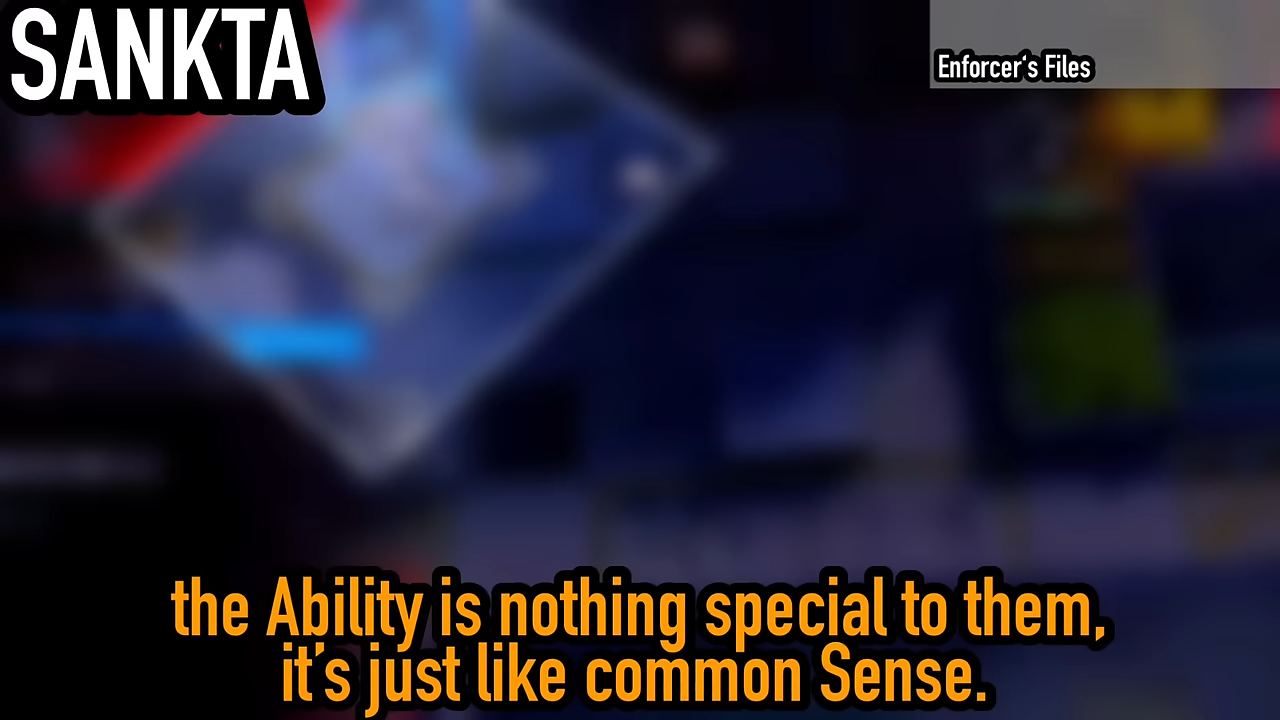 SANKTA
Enforcer's Files
the Ability is nothing special to them,
it's just like common Sense.